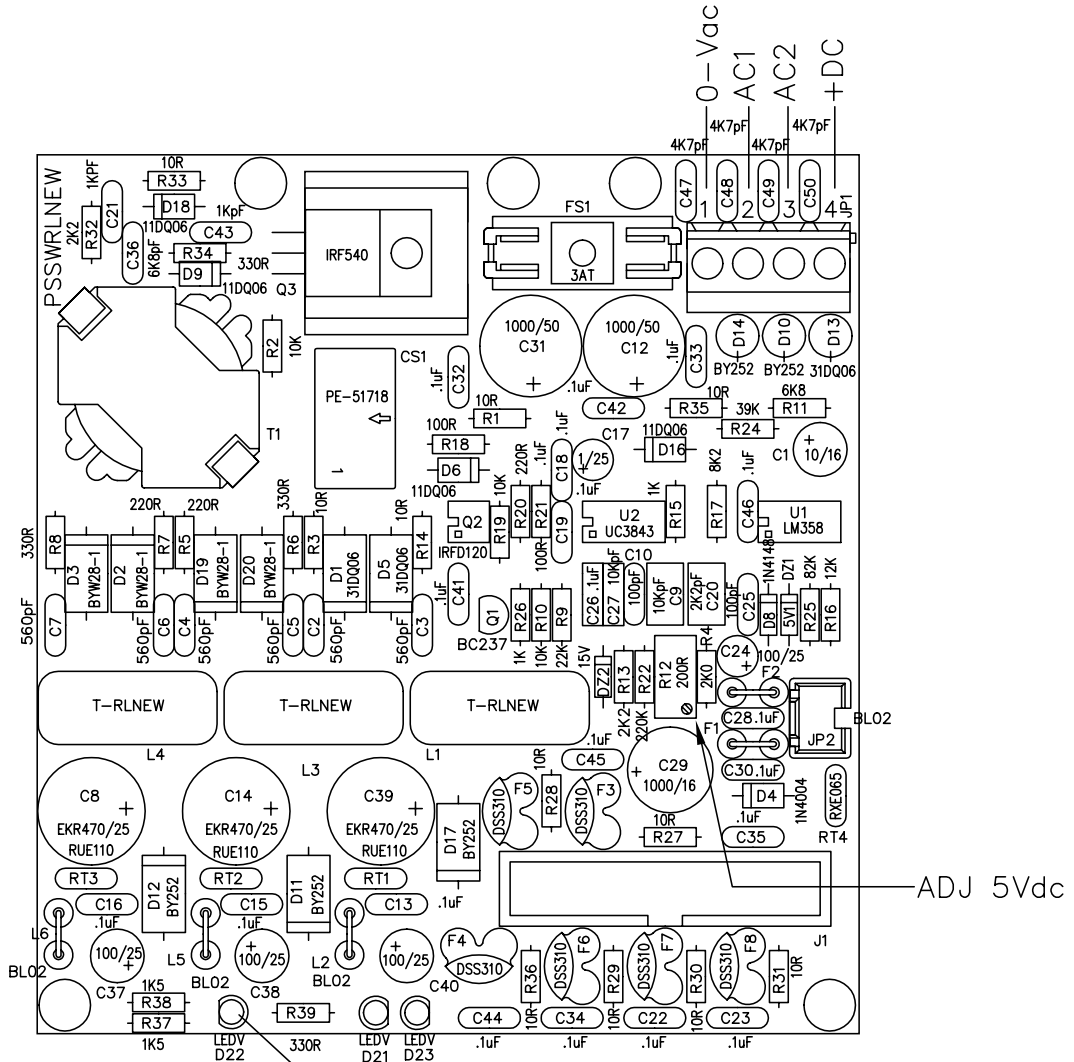 0-Vac
AC1
AC2
+DC
4K7pF
4K7pF
4K7pF
4K7pF
C47
C48
C49
C50
1
2
3
4
JP1
PSSWRLNEW
10R
R33
1KPF
C21
D18
11DQ06
2K2
R32
1KpF
C43
C36
6K8pF
R34
330R
D9
11DQ06
Q3
IRF540
FS1
3AT
1000/50
C31
1000/50
C12
.1uF
C33
D14
BY252
D10
BY252
D13
31DQ06
R2
10K
T1
CS1
PE-51718
1
.1uF
C32
10R
R1
100R
R18
D6
11DQ06
.1uF
C42
10R
R35
39K
R24
6K8
R11
.1uF
C18
C17
1/25
.1uF
C19
11DQ06
D16
8K2
R17
C1
10/16
.1uF
C46
U1
LM358
330R
R8
220R
R7
220R
R5
330R
R6
10R
R3
10R
R14
Q2
IRFD120
10K
R19
220R
R20
.1uF
R21
100R
U2
UC3843
1K
R15
D3
BYW28-1
D2
BYW28-1
D19
BYW28-1
D20
BYW28-1
D1
31DQ06
D5
31DQ06
560pF
C7
560pF
C6
560pF
C4
560pF
C5
560pF
C2
560pF
C3
.1uF
C41
Q1
BC237
R26
1K
R10
10K
R9
22K
C26
.1uF
C27
10KpF
C10
100pF
10KpF
C9
2K2pF
C20
100pF
C25
1N4148
D8
DZ1
5V1
82K
R25
12K
R16
15V
DZ2
R13
2K2
R22
220K
R12
200R
R4
2K0
C24
100/25
F2
C28
.1uF
F1
C30
.1uF
JP2
BL02
T-RLNEW
L4
T-RLNEW
L3
T-RLNEW
L1
C8
EKR470/25
RUE110
RT3
C14
EKR470/25
RUE110
RT2
C39
EKR470/25
RUE110
RT1
D17
BY252
.1uF
DSS310
F5
10R
R28
.1uF
C45
DSS310
F3
C29
1000/16
10R
R27
D4
1N4004
.1uF
C35
RXE065
RT4
ADJ 5Vdc
J1
C16
.1uF
D12
BY252
C15
.1uF
D11
BY252
C13
L6
BL02
100/25
C37
L5
BL02
100/25
C38
L2
BL02
100/25
C40
F4
DSS310
R36
10R
DSS310
F6
R29
10R
DSS310
F7
R30
10R
DSS310
F8
R31
10R
1K5
R38
R37
1K5
LEDV
D22
R39
330R
LEDV
D21
LEDV
D23
C44
.1uF
C34
.1uF
C22
.1uF
C23
.1uF